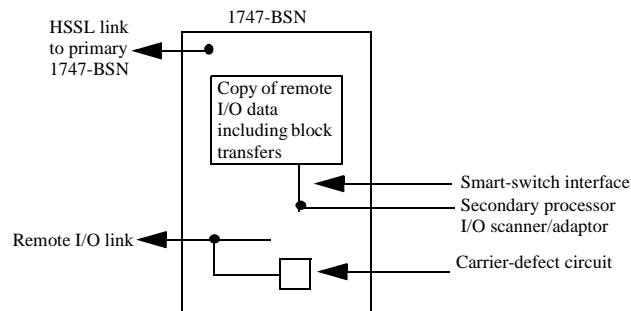 1747-BSN
HSSL link
to primary
1747-BSN
Copy of remote
I/O data
including block
transfers
Smart-switch interface
Secondary processor
I/O scanner/adaptor
Remote I/O link
Carrier-defect circuit